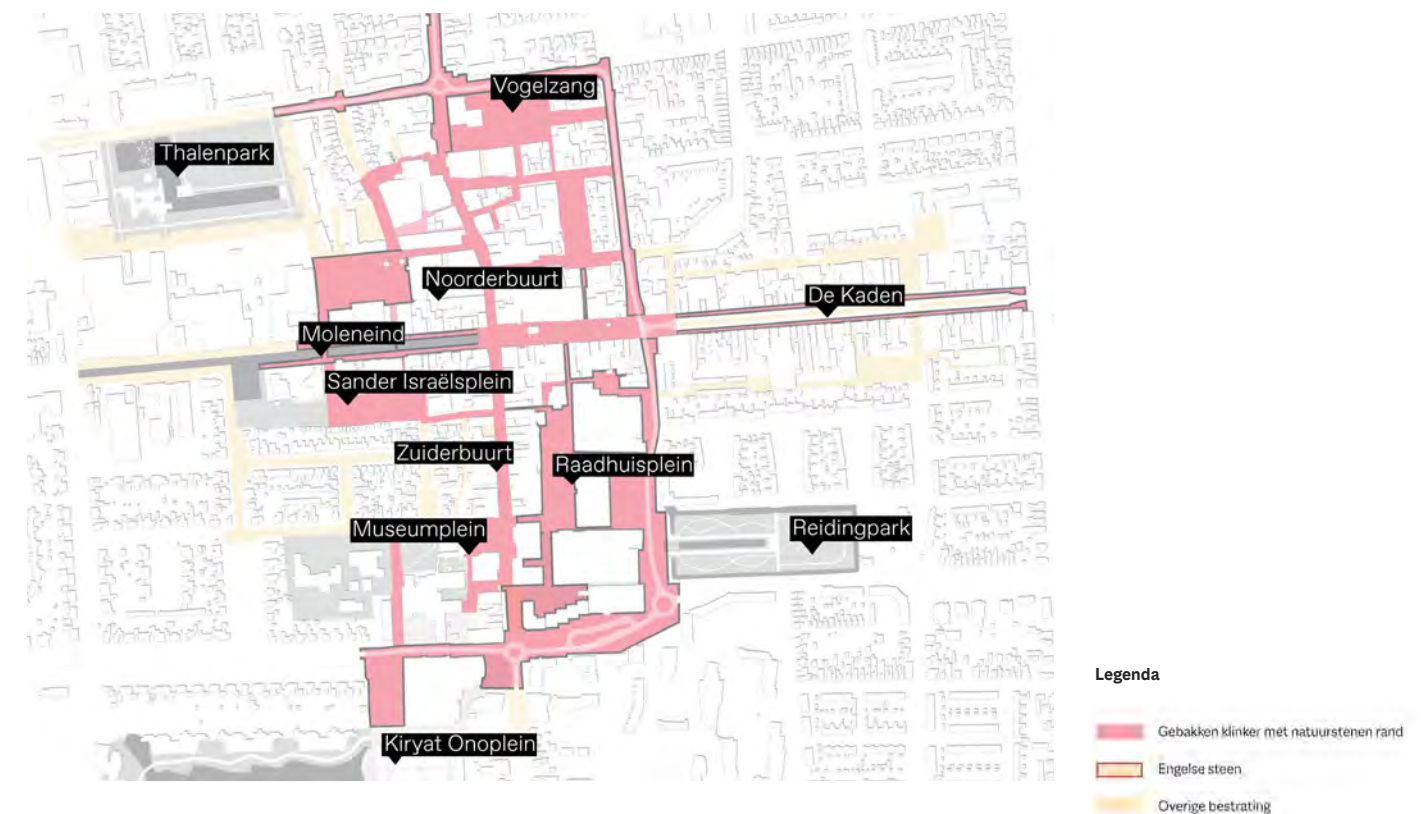 Vogelzang
Thalenpark
Noorderbuurt
De Kaden
Moleneind
Sander Israëlsplein
Zuiderbuurt
Raadhuisplein
Museumplein
Reidingpark
Kiryat Onoplein
Legenda
Gebakken klinker met natuurstenen rand
Engelse steen
Overige bestrating